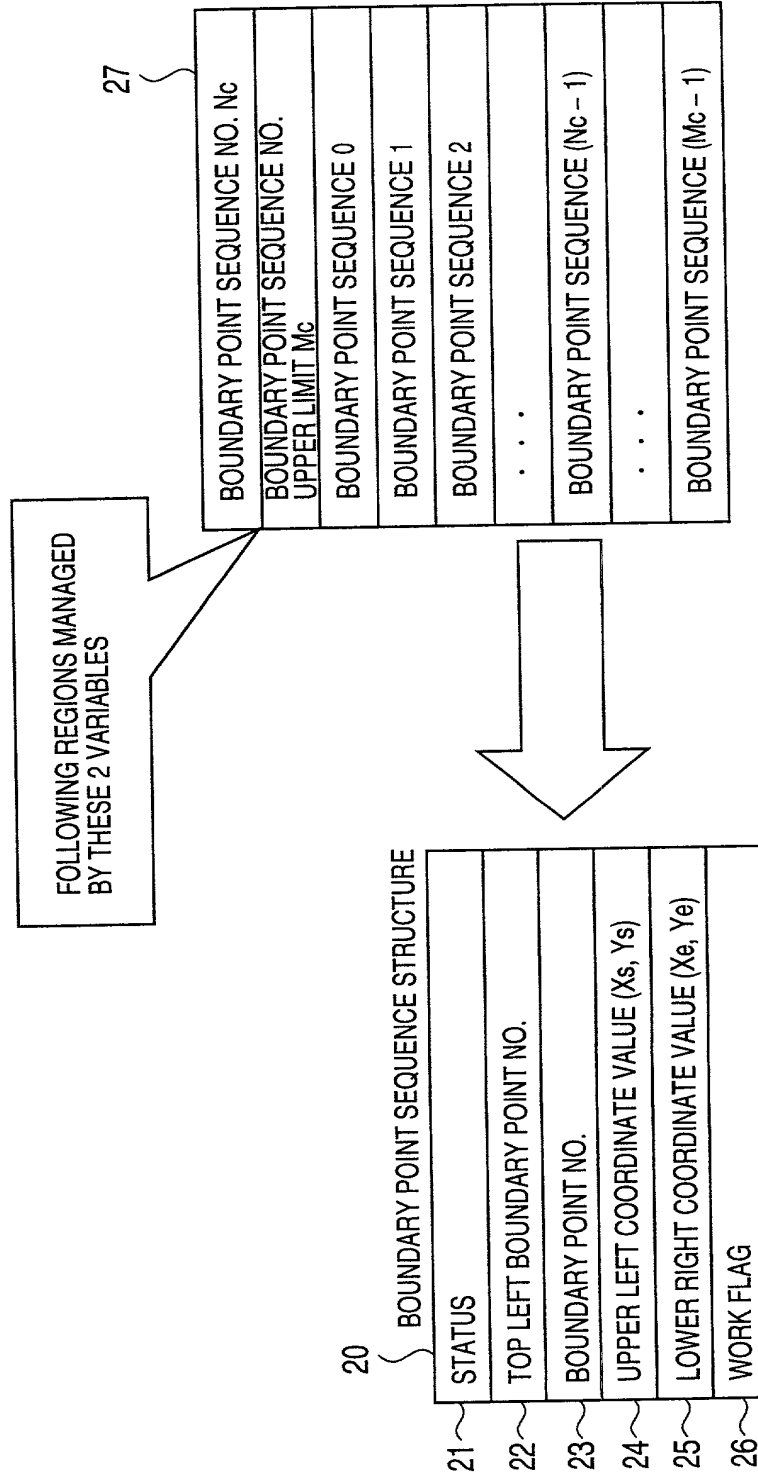 FOLLOWING REGIONS MANAGED
BY THESE 2 VARIABLES
27
BOUNDARY POINT SEQUENCE NO. Nc
BOUNDARY POINT SEQUENCE NO.
UPPER LIMIT Mc
BOUNDARY POINT SEQUENCE 0
BOUNDARY POINT SEQUENCE 1
BOUNDARY POINT SEQUENCE 2
. . .
BOUNDARY POINT SEQUENCE (Nc – 1)
. . .
BOUNDARY POINT SEQUENCE (Mc – 1)
BOUNDARY POINT SEQUENCE STRUCTURE
20
21 STATUS
22 TOP LEFT BOUNDARY POINT NO.
23 BOUNDARY POINT NO.
24 UPPER LEFT COORDINATE VALUE (Xs, Ys)
25 LOWER RIGHT COORDINATE VALUE (Xe, Ye)
26 WORK FLAG